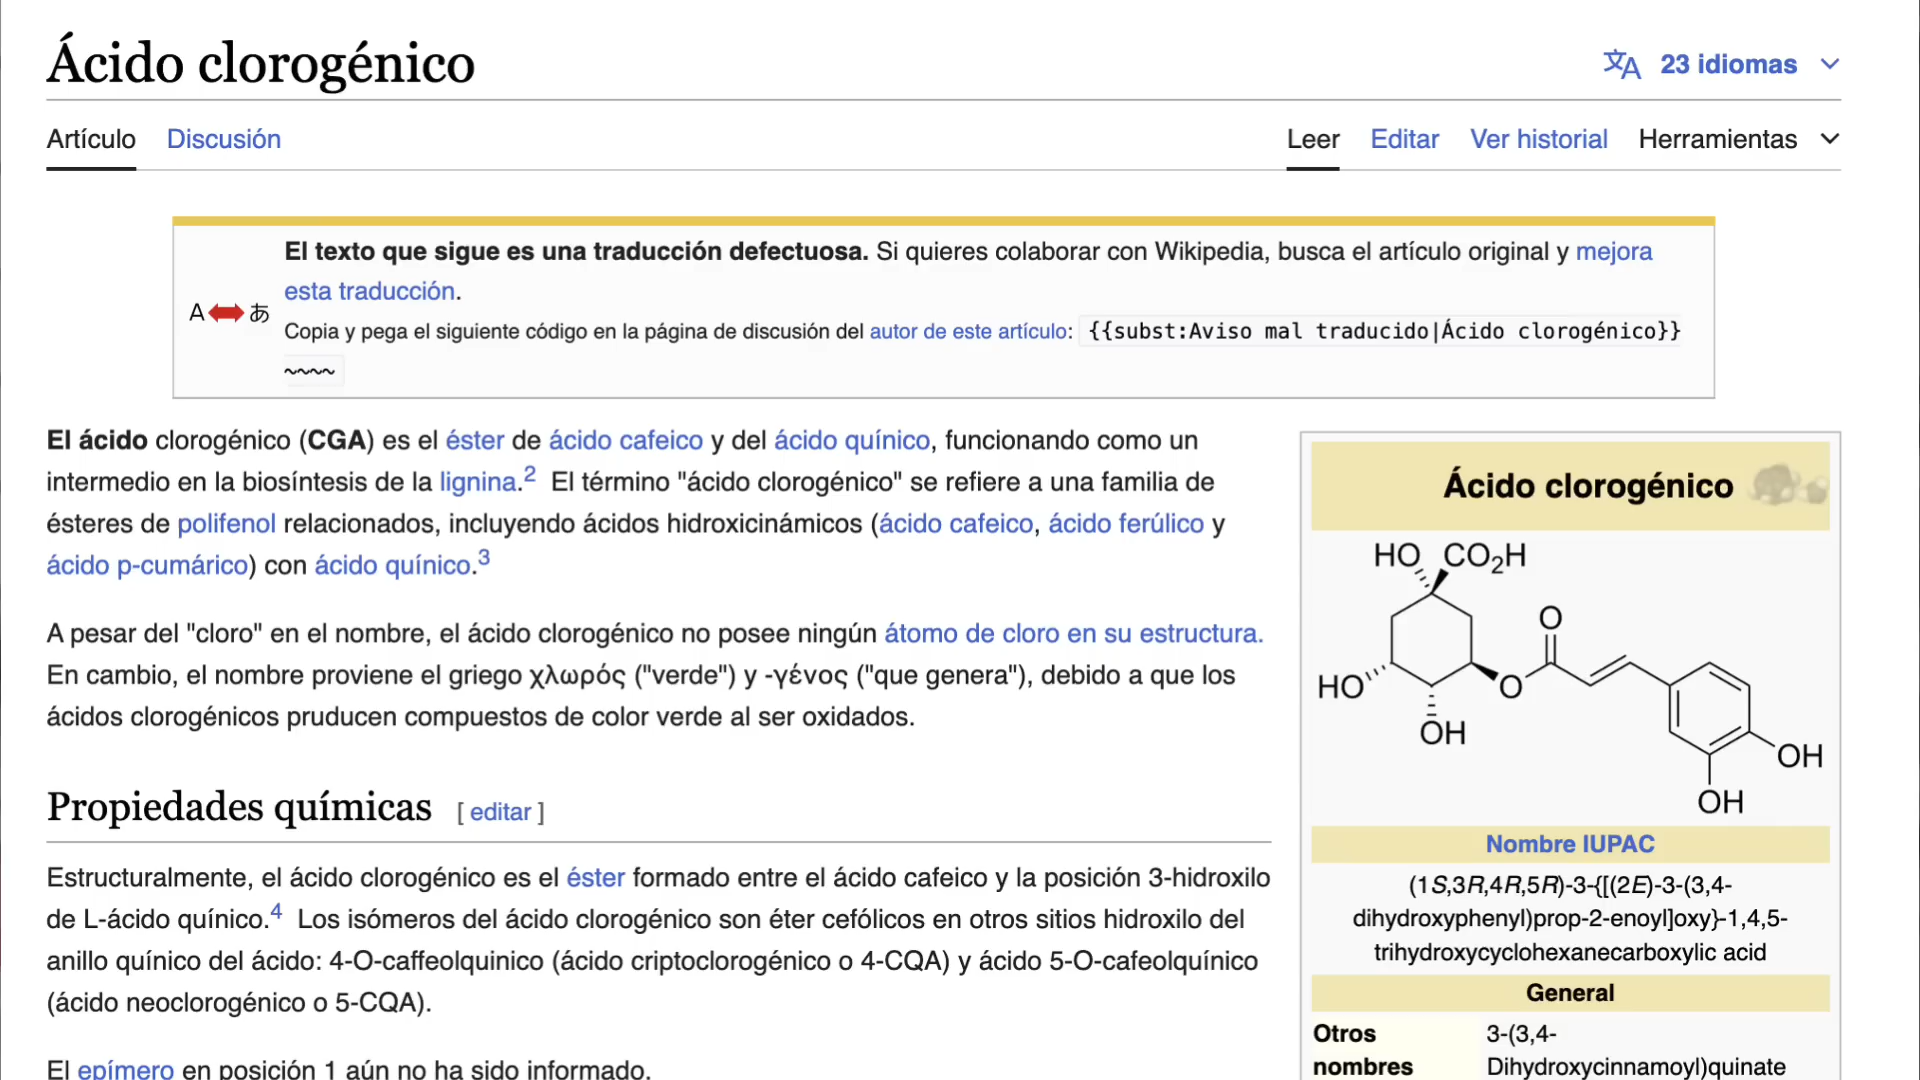 Ácido clorogénico
23 idiomas
Artículo Discusión
Leer Editar Ver historial Herramientas
El texto que sigue es una traducción defectuosa. Si quieres colaborar con Wikipedia, busca el artículo original y mejora
esta traducción.
A あ
Copia y pega el siguiente código en la página de discusión del autor de este artículo: {{subst:Aviso mal traducido|Ácido clorogénico}}
~~~~
El ácido clorogénico (CGA) es el éster de ácido cafeico y del ácido quínico, funcionando como un
intermedio en la biosíntesis de la lignina.2 El término "ácido clorogénico" se refiere a una familia de
ésteres de polifenol relacionados, incluyendo ácidos hidroxicinámicos (ácido cafeico, ácido ferúlico y
ácido p-cumárico) con ácido quínico.3
A pesar del "cloro" en el nombre, el ácido clorogénico no posee ningún átomo de cloro en su estructura.
En cambio, el nombre proviene el griego χλωρός ("verde") y -γένος ("que genera"), debido a que los
ácidos clorogénicos pruducen compuestos de color verde al ser oxidados.
Propiedades químicas [ editar ]
Estructuralmente, el ácido clorogénico es el éster formado entre el ácido cafeico y la posición 3-hidroxilo
de L-ácido quínico.4 Los isómeros del ácido clorogénico son éter cefólicos en otros sitios hidroxilo del
anillo quínico del ácido: 4-O-caffeolquinico (ácido criptoclorogénico o 4-CQA) y ácido 5-O-cafeolquínico
(ácido neoclorogénico o 5-CQA).
El epímero en posición 1 aún no ha sido informado.
Ácido clorogénico
HO CO2H
O
HO O
OH
OH
OH
Nombre IUPAC
(1S,3R,4R,5R)-3-{[(2E)-3-(3,4-
dihydroxyphenyl)prop-2-enoyl]oxy}-1,4,5-
trihydroxycyclohexanecarboxylic acid
General
Otros 3-(3,4-
nombres Dihydroxycinnamoyl)quinate